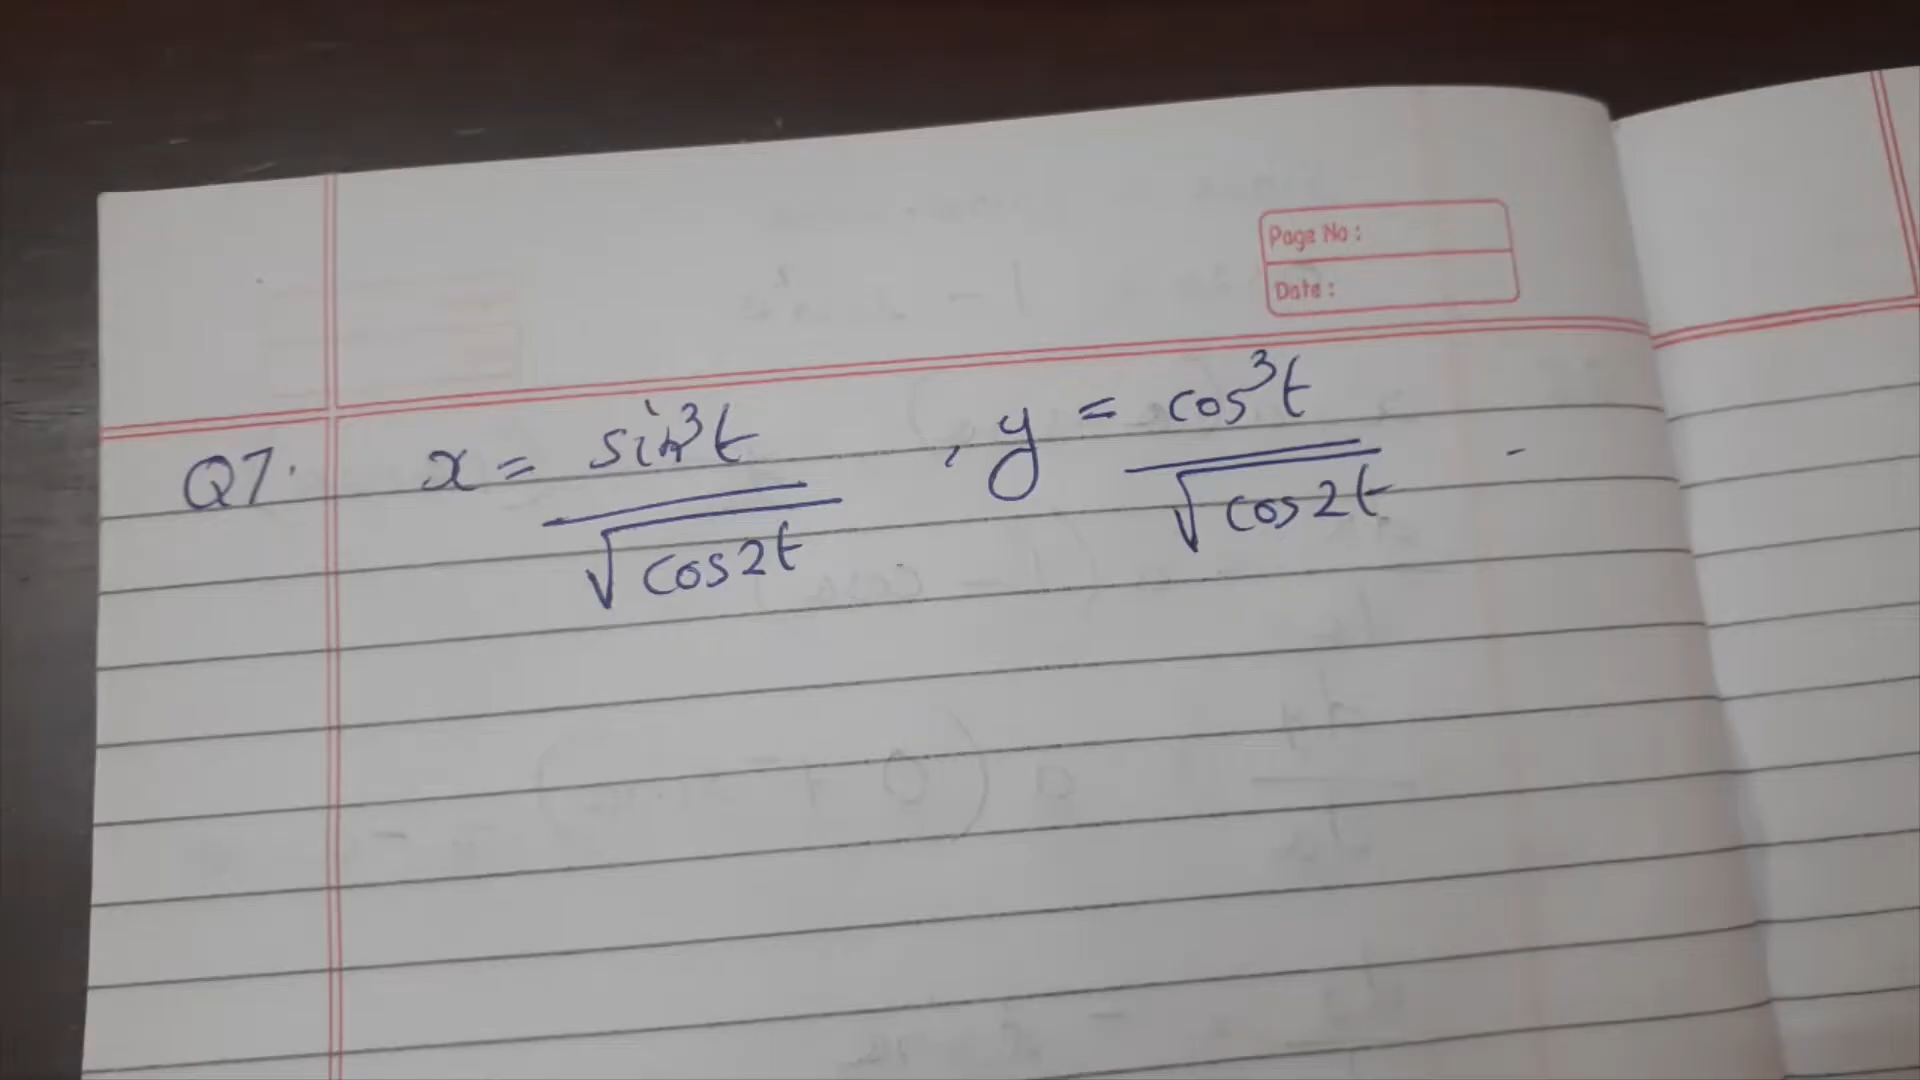 Page No :
Date :
Q7. x = sin³t / √cos2t , y = cos³t / √cos2t .